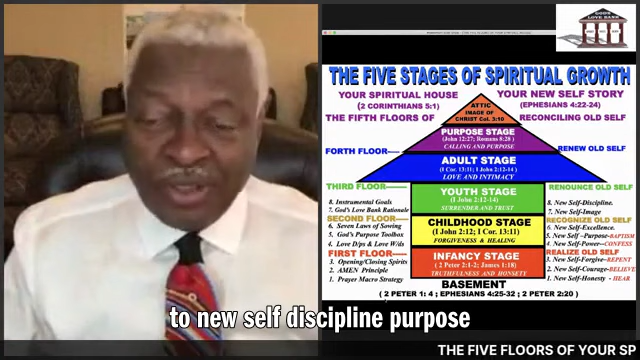 GOD'S
LOVE BANK
THE FIVE STAGES OF SPIRITUAL GROWTH
YOUR SPIRITUAL HOUSE
(2 CORINTHIANS 5:1)
THE FIFTH FLOORS OF
YOUR NEW SELF STORY
(EPHESIANS 4:22-24)
RECONCILING OLD SELF
ATTIC
IMAGE OF
CHRIST Col. 3:10
PURPOSE STAGE
(John 12:27; Romans 8:28 )
CALLING AND PURPOSE
FORTH FLOOR
RENEW OLD SELF
ADULT STAGE
(I Cor. 13:11; I John 2:12-14)
LOVE AND INTIMACY
THIRD FLOOR
8. Instrumental Goals
7. God's Love Bank Rationale
YOUTH STAGE
(I John 2:12-14)
SURRENDER AND TRUST
RENOUNCE OLD SELF
8. New Self-Discipline.
7. New Self-Image
SECOND FLOOR
6. Seven Laws of Sowing
5. God's Purpose Toolbox
4. Love D/ps & Love W/ds
CHILDHOOD STAGE
(I John 2:12; I Cor. 13:11)
FORGIVENESS & HEALING
RECOGNIZE OLD SELF
6. New Self-Excellence.
5. New Self -Purpose-BAPTISM
4. New Self-Power--CONFESS
FIRST FLOOR
3. Opening/Closing Spirits
2. AMEN Principle
1. Prayer Macro Strategy
INFANCY STAGE
( 2 Peter 2:1-2; James 1:18)
TRUTHFULNESS AND HONSETY
REALIZE OLD SELF
3. New Self-Forgive-REPENT
2. New Self-Courage-BELIEVE
1. New Self-Honesty - HEAR
BASEMENT
( 2 PETER 1: 4 ; EPHESIANS 4:25-32 ; 2 PETER 2:20 )
to new self discipline purpose
THE FIVE FLOORS OF YOUR SP